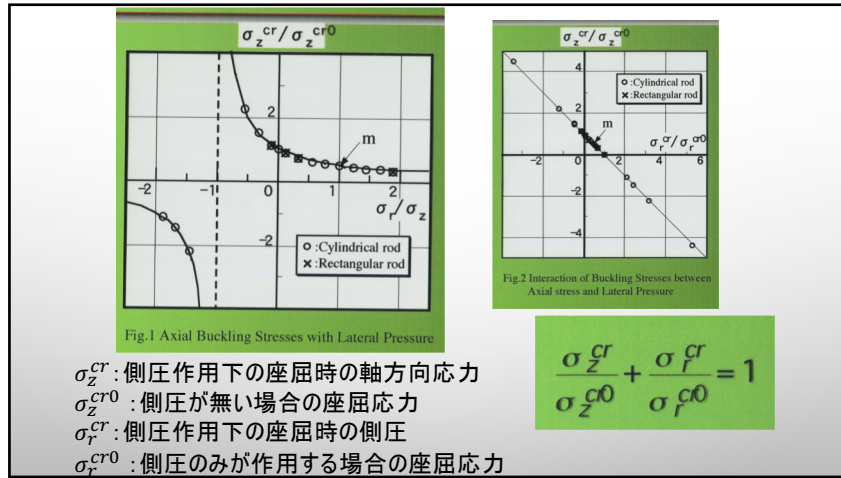 σ_z^cr / σ_z^cr0
2
-2
-1
0
1
2
-2
m
σ_r / σ_z
o :Cylindrical rod
× :Rectangular rod
Fig.1 Axial Buckling Stresses with Lateral Pressure
σ_z^cr / σ_z^cr0
4
2
o :Cylindrical rod
× :Rectangular rod
m
σ_r^cr / σ_r^cr0
-2
0
2
4
6
-2
-4
Fig.2 Interaction of Buckling Stresses between
Axial stress and Lateral Pressure
σ_z^cr / σ_z^cr0 + σ_r^cr / σ_r^cr0 = 1
σ_z^cr : 側圧作用下の座屈時の軸方向応力
σ_z^cr0 : 側圧が無い場合の座屈応力
σ_r^cr : 側圧作用下の座屈時の側圧
σ_r^cr0 : 側圧のみが作用する場合の座屈応力